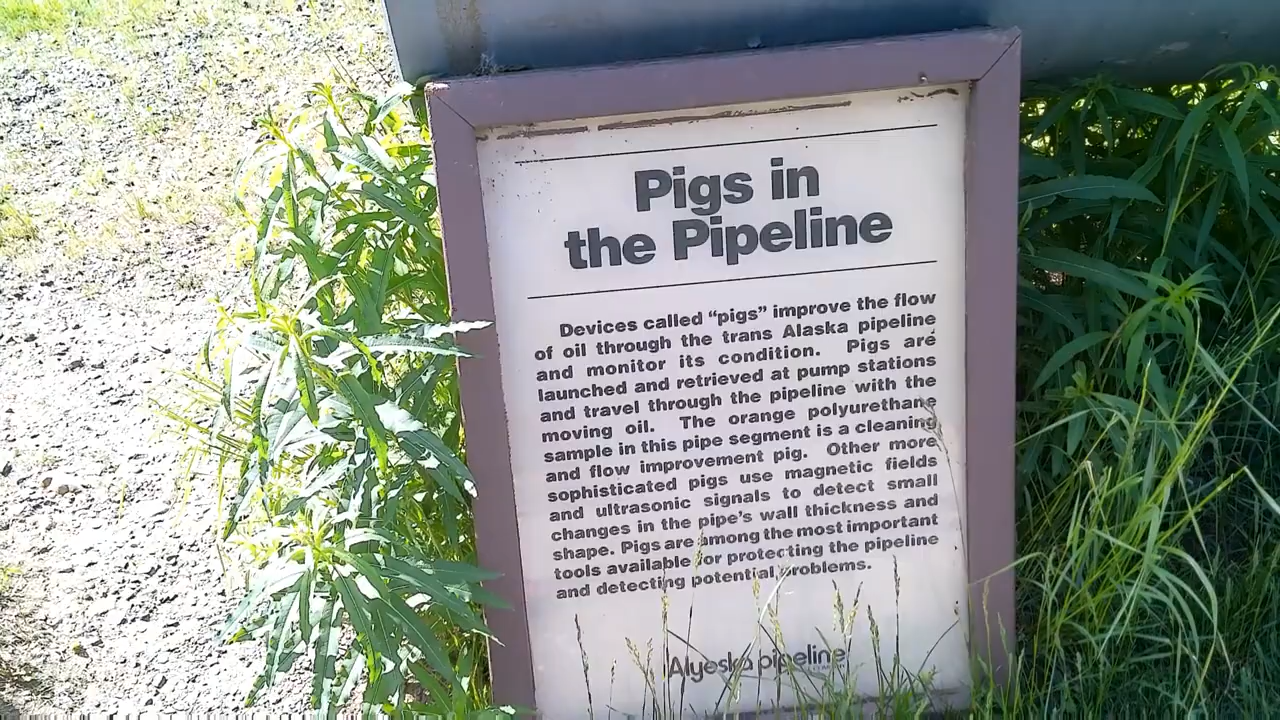 Pigs in
the Pipeline
Devices called “pigs” improve the flow
of oil through the trans Alaska pipeline
and monitor its condition. Pigs are
launched and retrieved at pump stations
and travel through the pipeline with the
moving oil. The orange polyurethane
sample in this pipe segment is a cleaning
and flow improvement pig. Other more
sophisticated pigs use magnetic fields
and ultrasonic signals to detect small
changes in the pipe’s wall thickness and
shape. Pigs are among the most important
tools available for protecting the pipeline
and detecting potential problems.
Alyeska pipeline